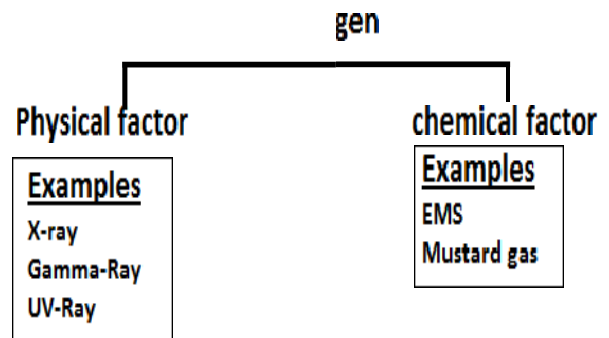 gen
Physical factor
chemical factor
Examples
X-ray
Gamma-Ray
UV-Ray
Examples
EMS
Mustard gas